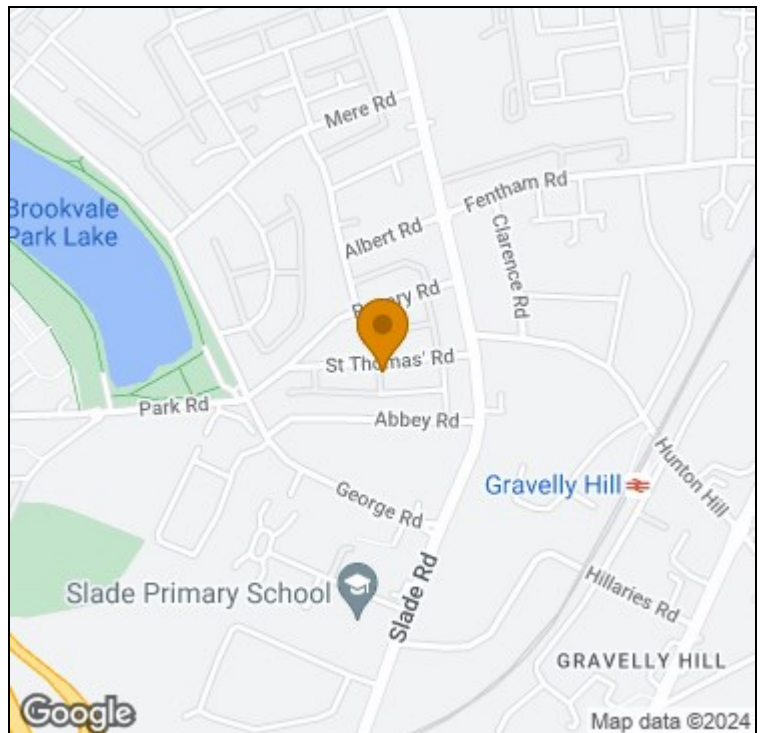 Mere Rd
Fentham Rd
Brookvale
Park Lake
Albert Rd
Clarence Rd
Rd
St Thomas' Rd
Park Rd
Abbey Rd
Hunton Hill
Gravelly Hill
George Rd
Slade Primary School
Slade Rd
Hillaries Rd
GRAVELLY HILL
Google
Map data ©2024